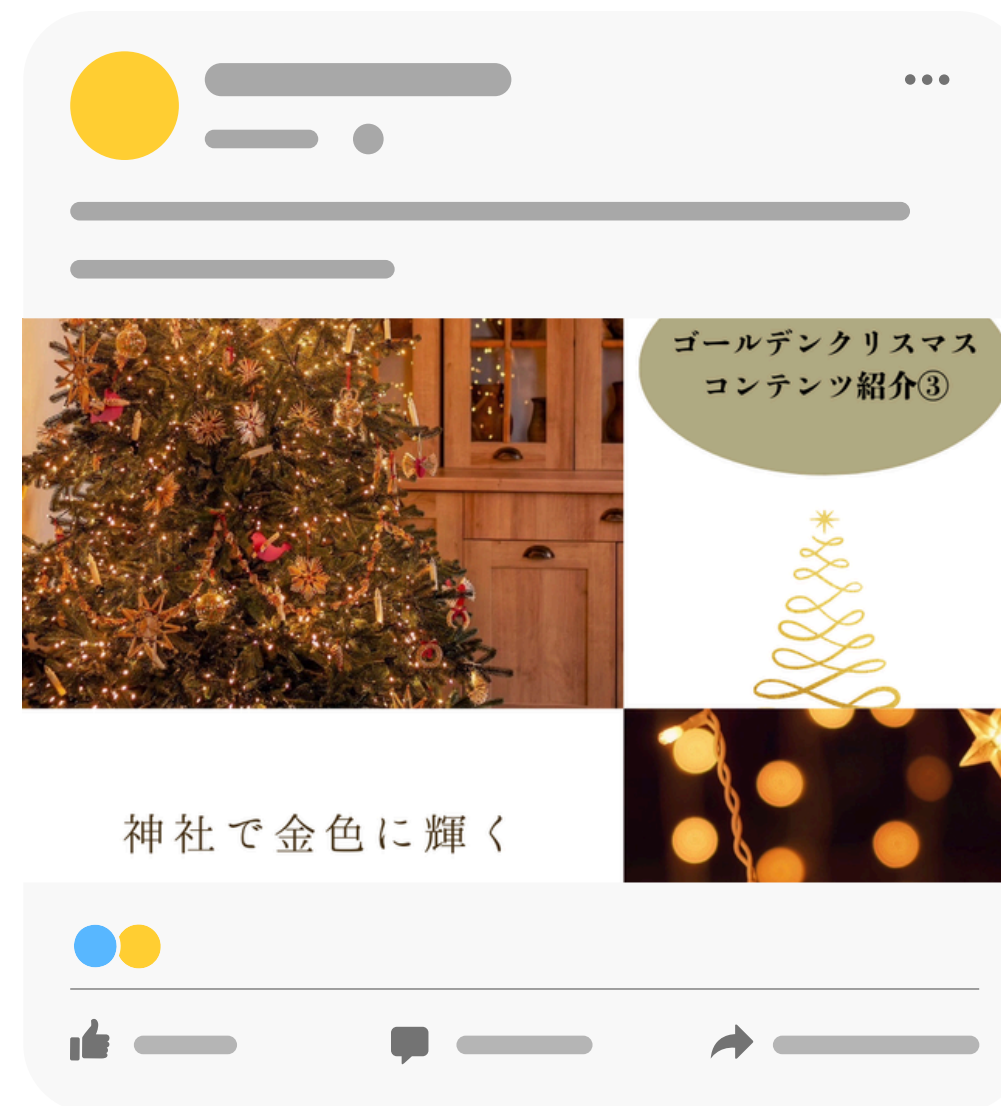 ゴールデンクリスマス
コンテンツ紹介③
神社で金色に輝く